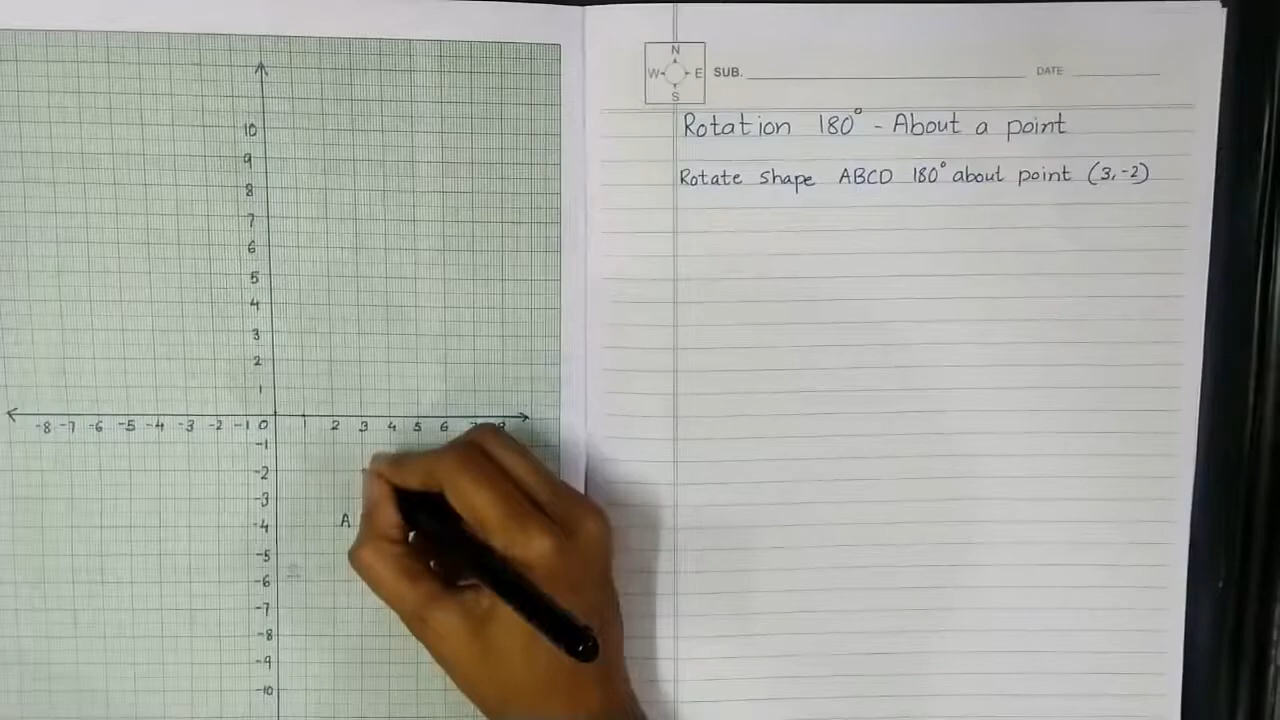 10
9
8
7
6
5
4
3
2
1
-8 -7 -6 -5 -4 -3 -2 -1 0 1 2 3 4 5 6
-1
-2
-3
A
-4
-5
-6
-7
-8
-9
-10
N
W E SUB. DATE
S
Rotation 180° - About a point
Rotate shape ABCD 180° about point (3,-2)